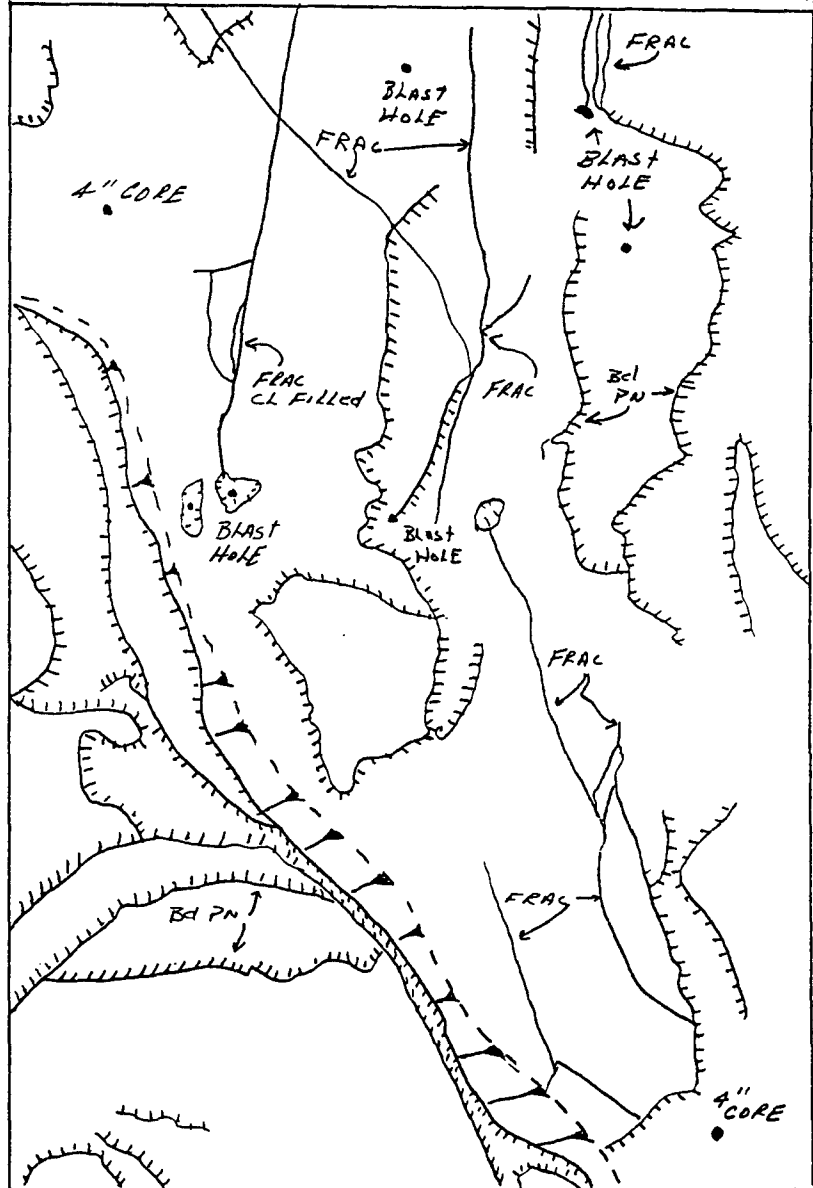 FRAC
BLAST
HOLE
FRAC
BLAST
HOLE
4" CORE
FRAC
CL FILLED
FRAC
Bd
PN
BLAST
HOLE
BLAST
HOLE
FRAC
Bd PN
FRAC
4"
CORE